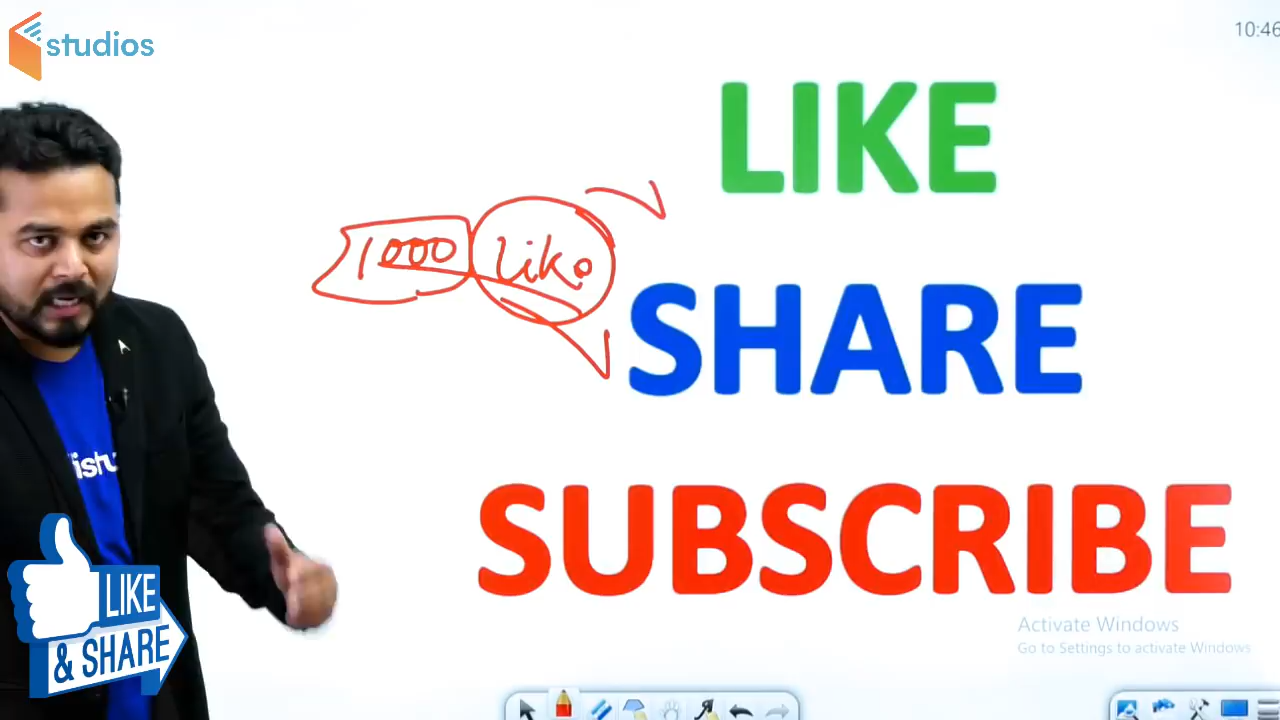 studios
10:46
LIKE
1000 Like
SHARE
SUBSCRIBE
LIKE
& SHARE
Activate Windows
Go to Settings to activate Windows.